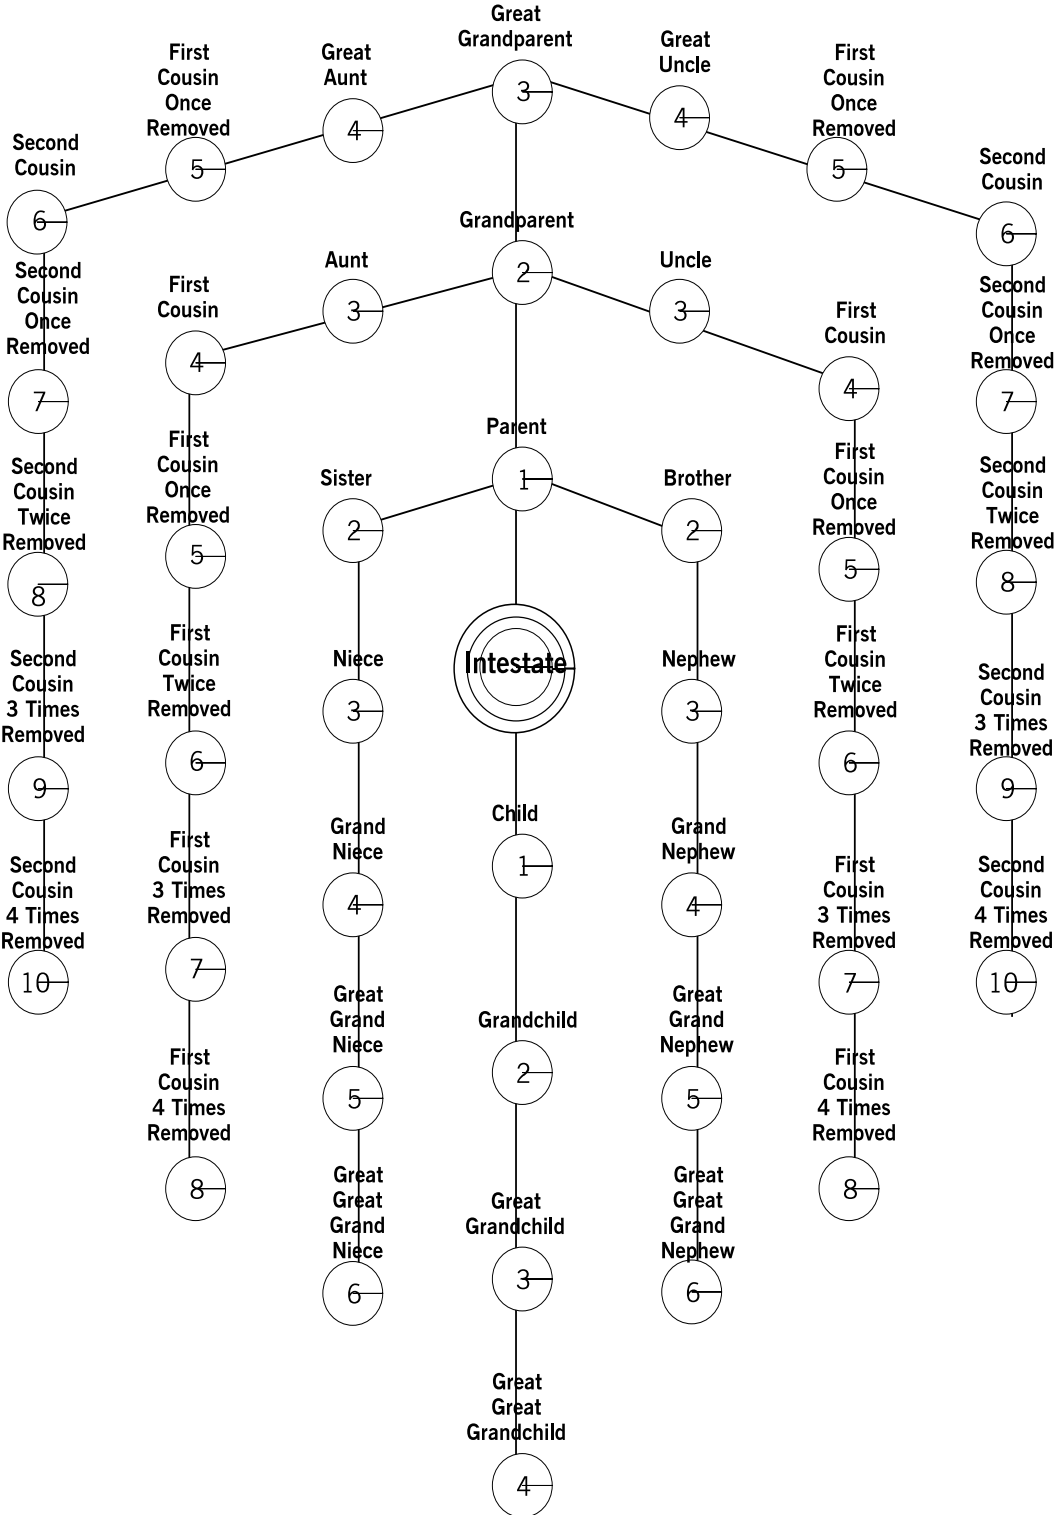 Great
Grandparent
3
Great
Aunt
4
Great
Uncle
4
First
Cousin
Once
Removed
5
First
Cousin
Once
Removed
5
Second
Cousin
6
Second
Cousin
6
Grandparent
2
Aunt
3
Uncle
3
First
Cousin
4
First
Cousin
4
Second
Cousin
Once
Removed
7
Second
Cousin
Once
Removed
7
Parent
1
Sister
2
Brother
2
First
Cousin
Once
Removed
5
First
Cousin
Once
Removed
5
Second
Cousin
Twice
Removed
8
Second
Cousin
Twice
Removed
8
Intestate
Niece
3
Nephew
3
First
Cousin
Twice
Removed
6
First
Cousin
Twice
Removed
6
Second
Cousin
3 Times
Removed
9
Second
Cousin
3 Times
Removed
9
Child
1
Grand
Niece
4
Grand
Nephew
4
First
Cousin
3 Times
Removed
7
First
Cousin
3 Times
Removed
7
Second
Cousin
4 Times
Removed
10
Second
Cousin
4 Times
Removed
10
Grandchild
2
Great
Grand
Niece
5
Great
Grand
Nephew
5
First
Cousin
4 Times
Removed
8
First
Cousin
4 Times
Removed
8
Great
Great
Grand
Niece
6
Great
Grandchild
3
Great
Great
Grand
Nephew
6
Great
Great
Grandchild
4